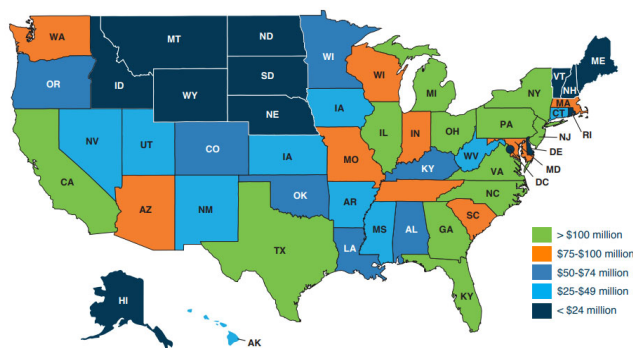 WA
MT
ND
WI
ME
VT
NH
OR
ID
SD
WI
MI
NY
MA
CT
RI
WY
NE
IA
PA
NJ
NV
UT
CO
IA
IL
IN
OH
WV
DE
MD
DC
CA
MO
KY
VA
NC
AZ
NM
OK
AR
SC
TX
LA
MS
AL
GA
KY
HI
AK
> $100 million
$75-$100 million
$50-$74 million
$25-$49 million
< $24 million